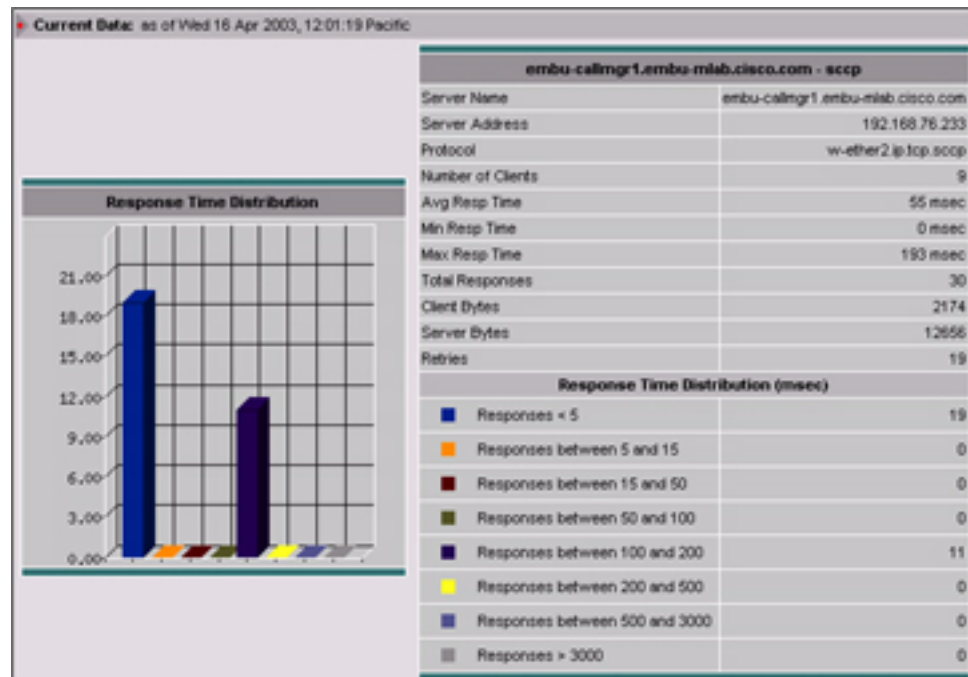 Current Data: as of Wed 16 Apr 2003, 12:01:19 Pacific
Response Time Distribution
21.00
18.00
15.00
12.00
9.00
6.00
3.00
0.00
embu-callmgr1.embu-mlab.cisco.com - sccp
Server Name embu-callmgr1.embu-mlab.cisco.com
Server Address 192.168.76.233
Protocol w-ether2.ip.tcp.sccp
Number of Clients 9
Avg Resp Time 55 msec
Min Resp Time 0 msec
Max Resp Time 193 msec
Total Responses 30
Client Bytes 2174
Server Bytes 12656
Retries 19
Response Time Distribution (msec)
Responses < 5 19
Responses between 5 and 15 0
Responses between 15 and 50 0
Responses between 50 and 100 0
Responses between 100 and 200 11
Responses between 200 and 500 0
Responses between 500 and 3000 0
Responses > 3000 0